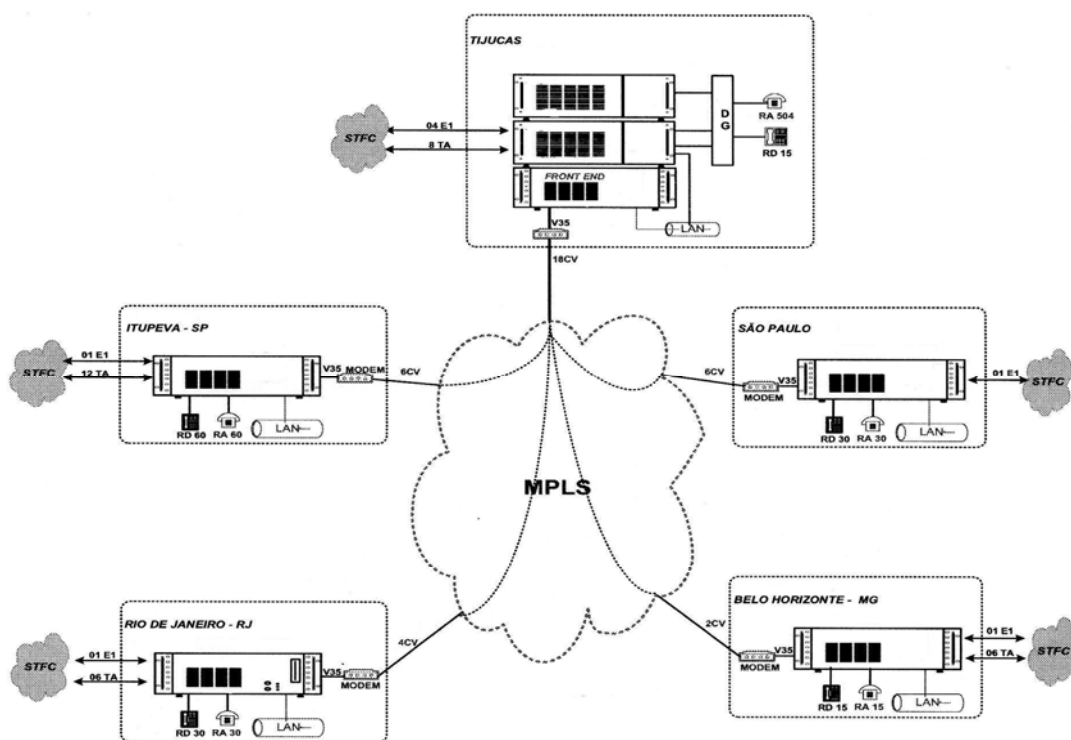 TIJUCAS
STFC
04 E1
8 TA
DG
RA 504
RD 15
FRONT END
V35
LAN
18CV
ITUPEVA - SP
STFC
01 E1
12 TA
V35 MODEM
6CV
RD 60
RA 60
LAN
SÃO PAULO
6CV
V35
MODEM
01 E1
STFC
RD 30
RA 30
LAN
MPLS
RIO DE JANEIRO - RJ
STFC
01 E1
06 TA
V35
MODEM
4CV
RD 30
RA 30
LAN
BELO HORIZONTE - MG
2CV
V35
MODEM
01 E1
06 TA
STFC
RD 15
RA 15
LAN